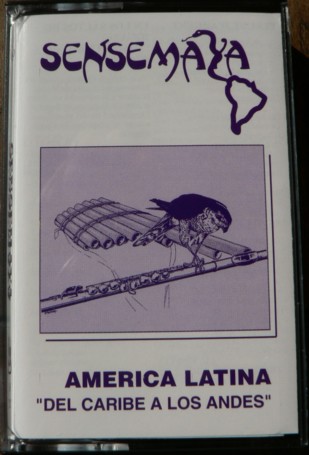 SENSEMAYA
AMERICA LATINA
"DEL CARIBE A LOS ANDES"